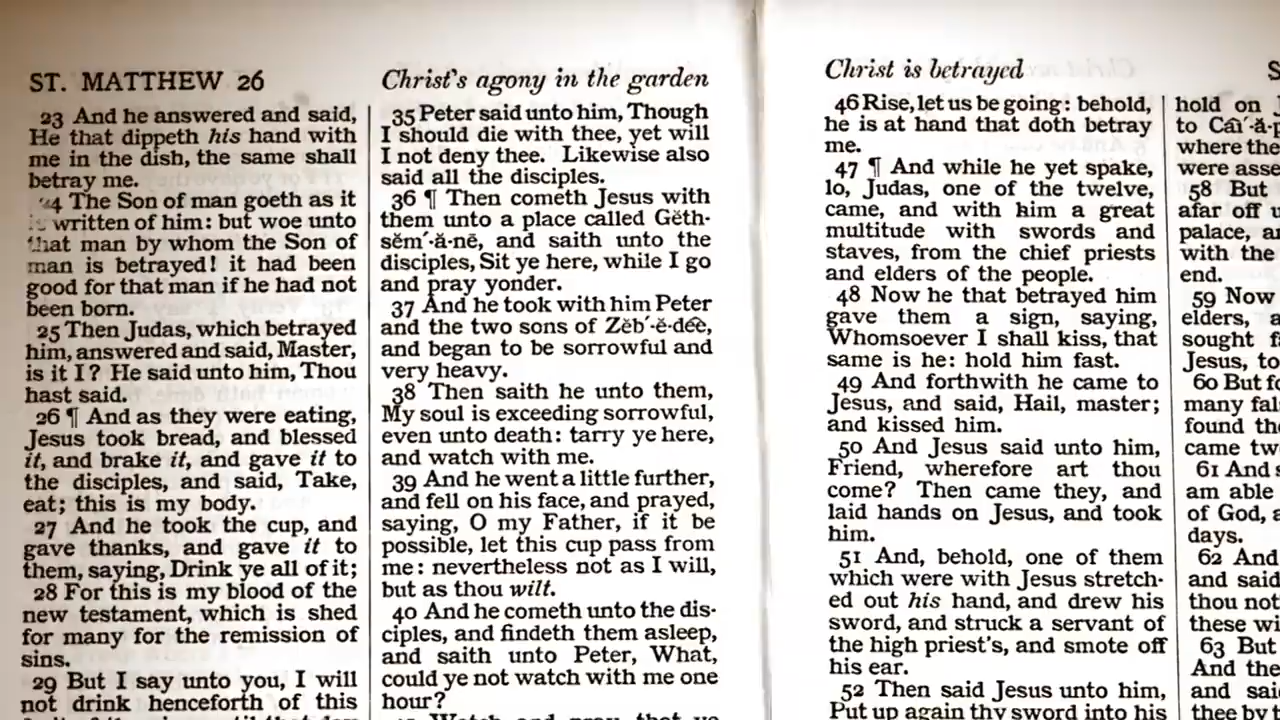 ST. MATTHEW 26
23 And he answered and said,
He that dippeth his hand with
me in the dish, the same shall
betray me.
24 The Son of man goeth as it
is written of him: but woe unto
that man by whom the Son of
man is betrayed! it had been
good for that man if he had not
been born.
25 Then Judas, which betrayed
him, answered and said, Master,
is it I? He said unto him, Thou
hast said.
26 ¶ And as they were eating,
Jesus took bread, and blessed
it, and brake it, and gave it to
the disciples, and said, Take,
eat; this is my body.
27 And he took the cup, and
gave thanks, and gave it to
them, saying, Drink ye all of it;
28 For this is my blood of the
new testament, which is shed
for many for the remission of
sins.
29 But I say unto you, I will
not drink henceforth of this
Christ's agony in the garden
35 Peter said unto him, Though
I should die with thee, yet will
I not deny thee. Likewise also
said all the disciples.
36 ¶ Then cometh Jesus with
them unto a place called Gĕth-
sĕm´-ă-nē, and saith unto the
disciples, Sit ye here, while I go
and pray yonder.
37 And he took with him Peter
and the two sons of Zĕb´-ĕ-dēē,
and began to be sorrowful and
very heavy.
38 Then saith he unto them,
My soul is exceeding sorrowful,
even unto death: tarry ye here,
and watch with me.
39 And he went a little further,
and fell on his face, and prayed,
saying, O my Father, if it be
possible, let this cup pass from
me: nevertheless not as I will,
but as thou wilt.
40 And he cometh unto the dis-
ciples, and findeth them asleep,
and saith unto Peter, What,
could ye not watch with me one
hour?
Christ is betrayed
46 Rise, let us be going: behold,
he is at hand that doth betray
me.
47 ¶ And while he yet spake,
lo, Judas, one of the twelve,
came, and with him a great
multitude with swords and
staves, from the chief priests
and elders of the people.
48 Now he that betrayed him
gave them a sign, saying,
Whomsoever I shall kiss, that
same is he: hold him fast.
49 And forthwith he came to
Jesus, and said, Hail, master;
and kissed him.
50 And Jesus said unto him,
Friend, wherefore art thou
come? Then came they, and
laid hands on Jesus, and took
him.
51 And, behold, one of them
which were with Jesus stretch-
ed out his hand, and drew his
sword, and struck a servant of
the high priest's, and smote off
his ear.
52 Then said Jesus unto him,
Put up again thy sword into his
hold on
to
where the
were
58 But
afar off
palace,
with the
end.
59 Now
elders,
sought
Jesus, to
60 But
many
found
came
61 And
am able
of God,
days.
62 And
and said
thou
these
63 But
And the
and
thee by